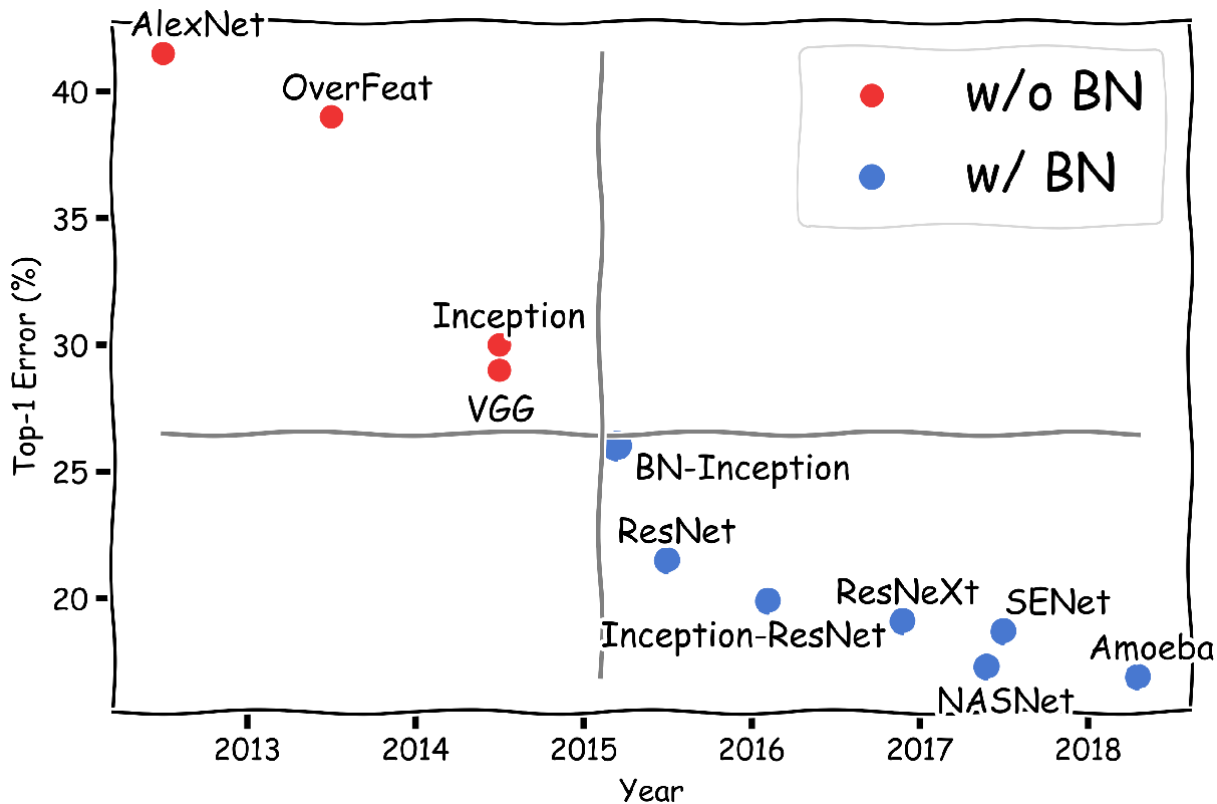 AlexNet
OverFeat
w/o BN
w/ BN
40
35
Top-1 Error (%)
Inception
30
VGG
BN-Inception
25
ResNet
20
ResNeXt
SENet
Inception-ResNet
Amoeba
NASNet
2013
2014
2015
2016
2017
2018
Year